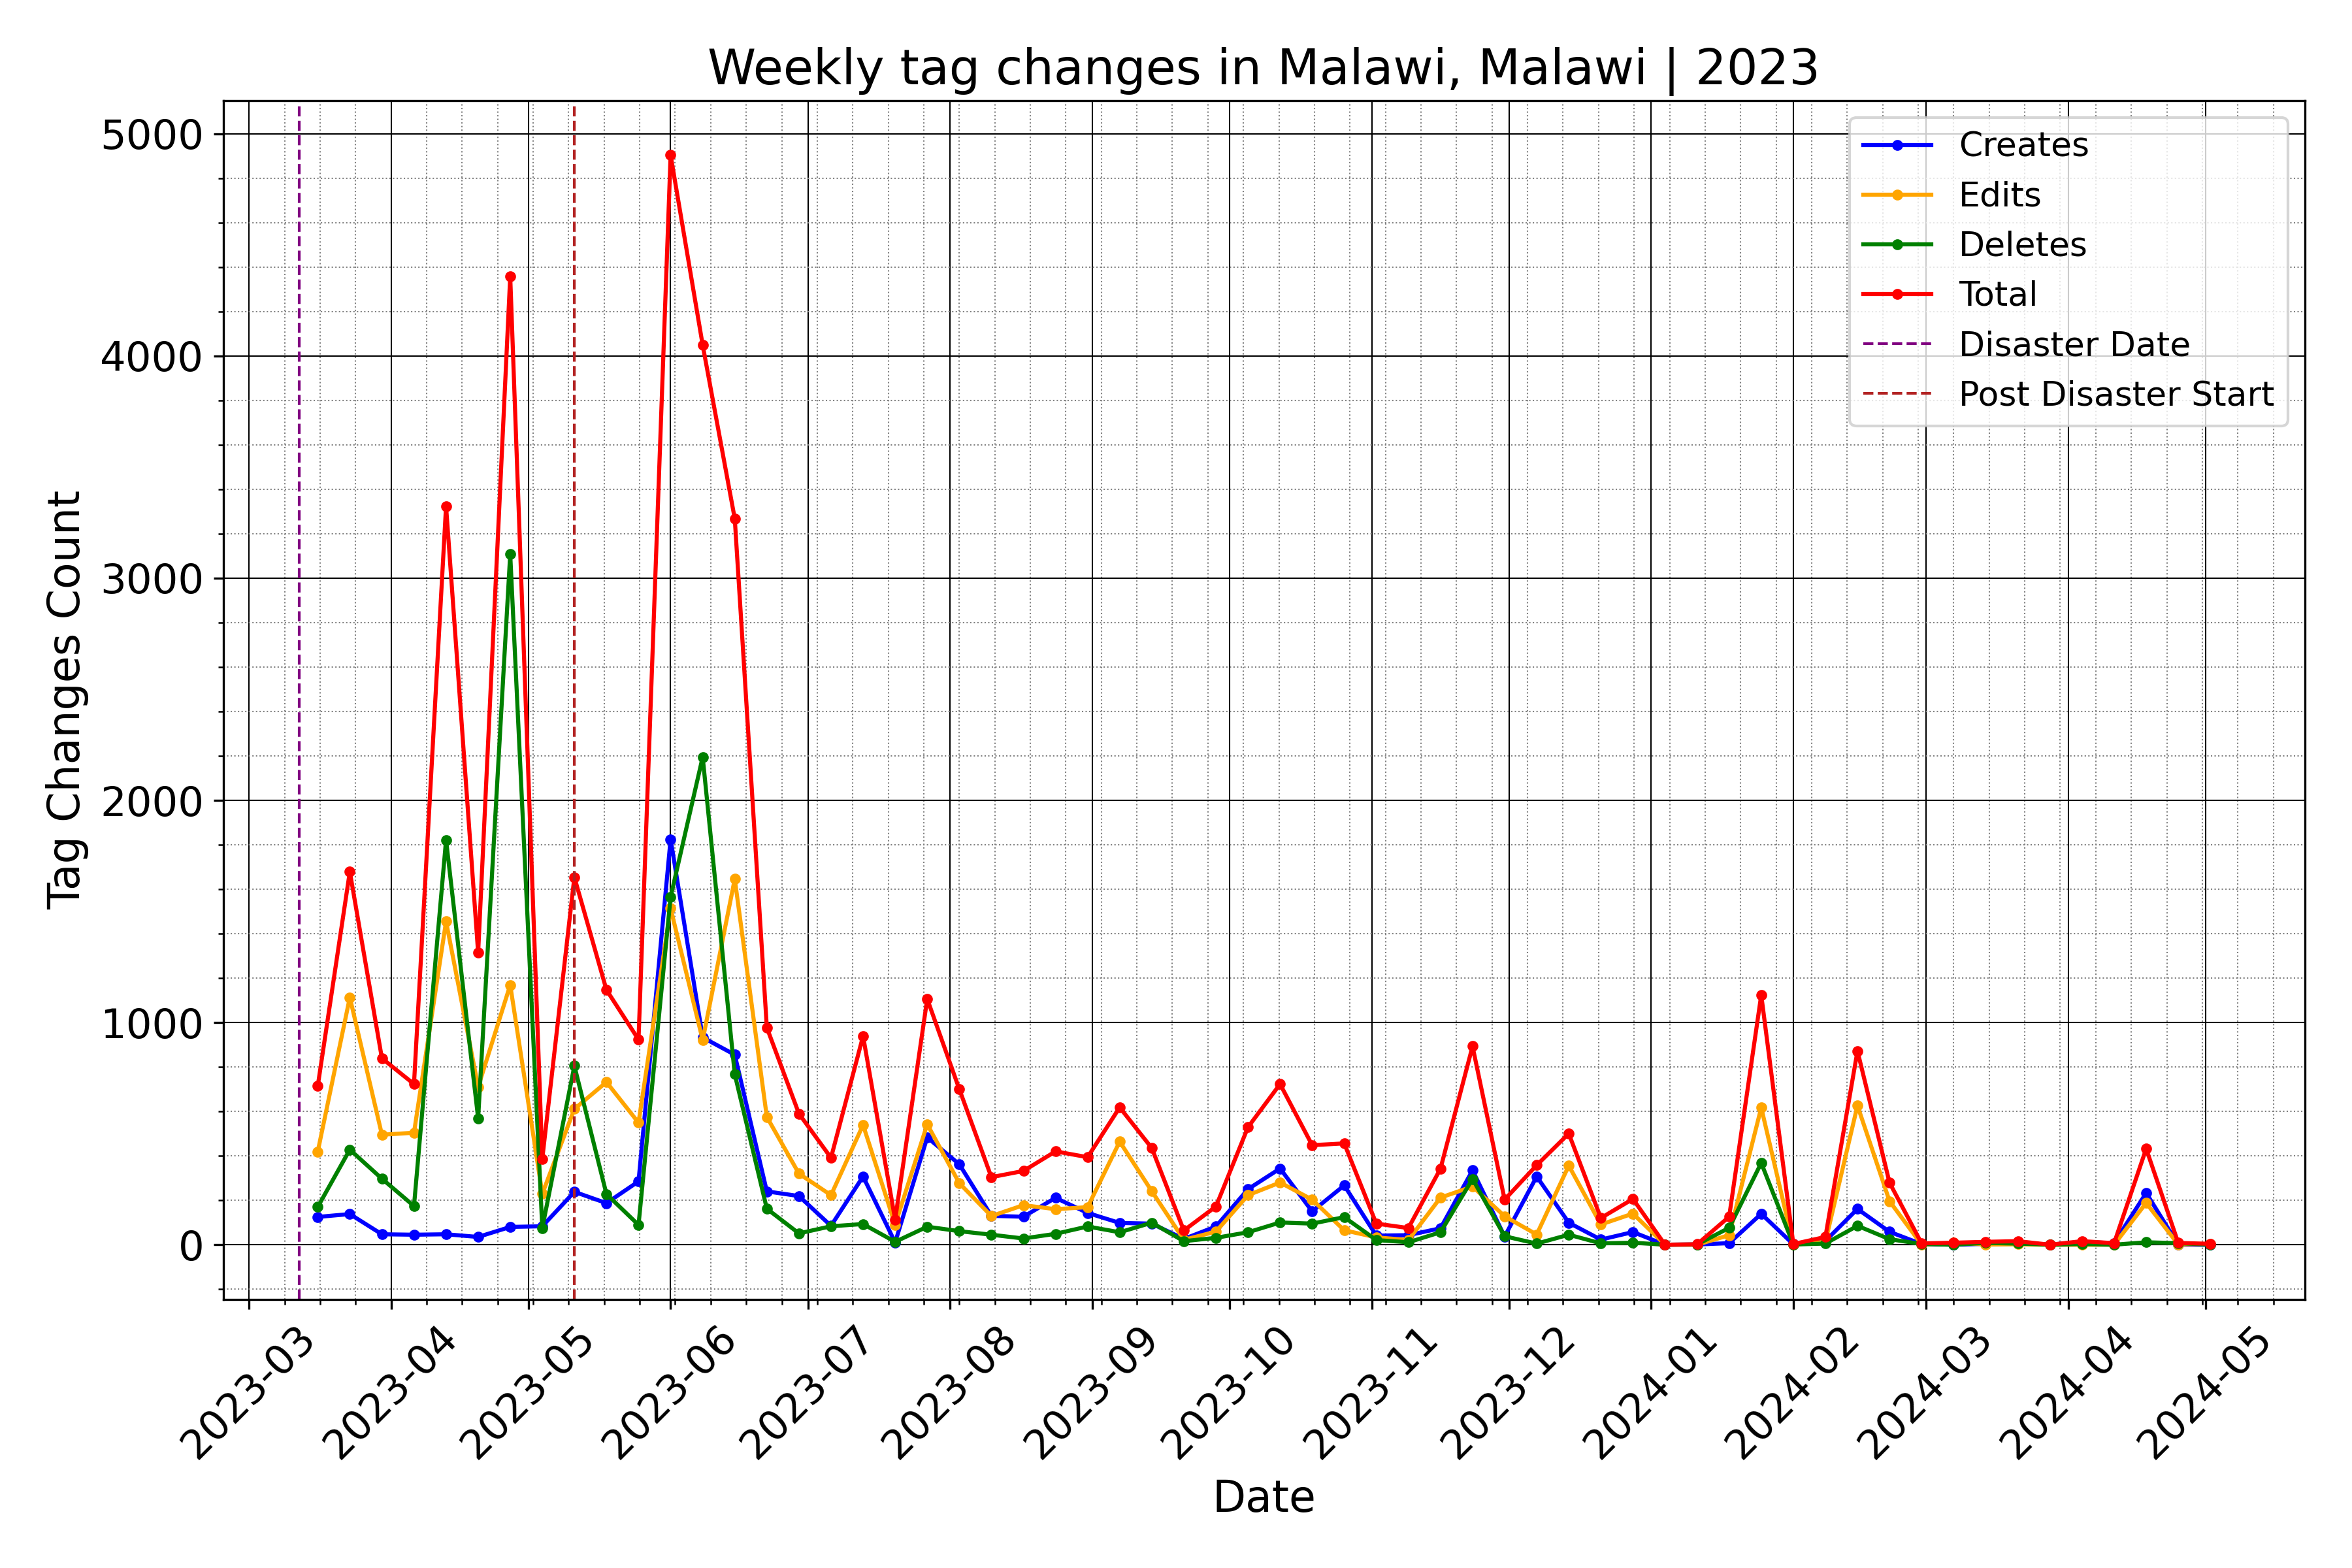 Weekly tag changes in Malawi, Malawi | 2023
Tag Changes Count
5000
4000
3000
2000
1000
0
Creates
Edits
Deletes
Total
Disaster Date
Post Disaster Start
2023-03
2023-04
2023-05
2023-06
2023-07
2023-08
2023-09
2023-10
2023-11
2023-12
2024-01
2024-02
2024-03
2024-04
2024-05
Date